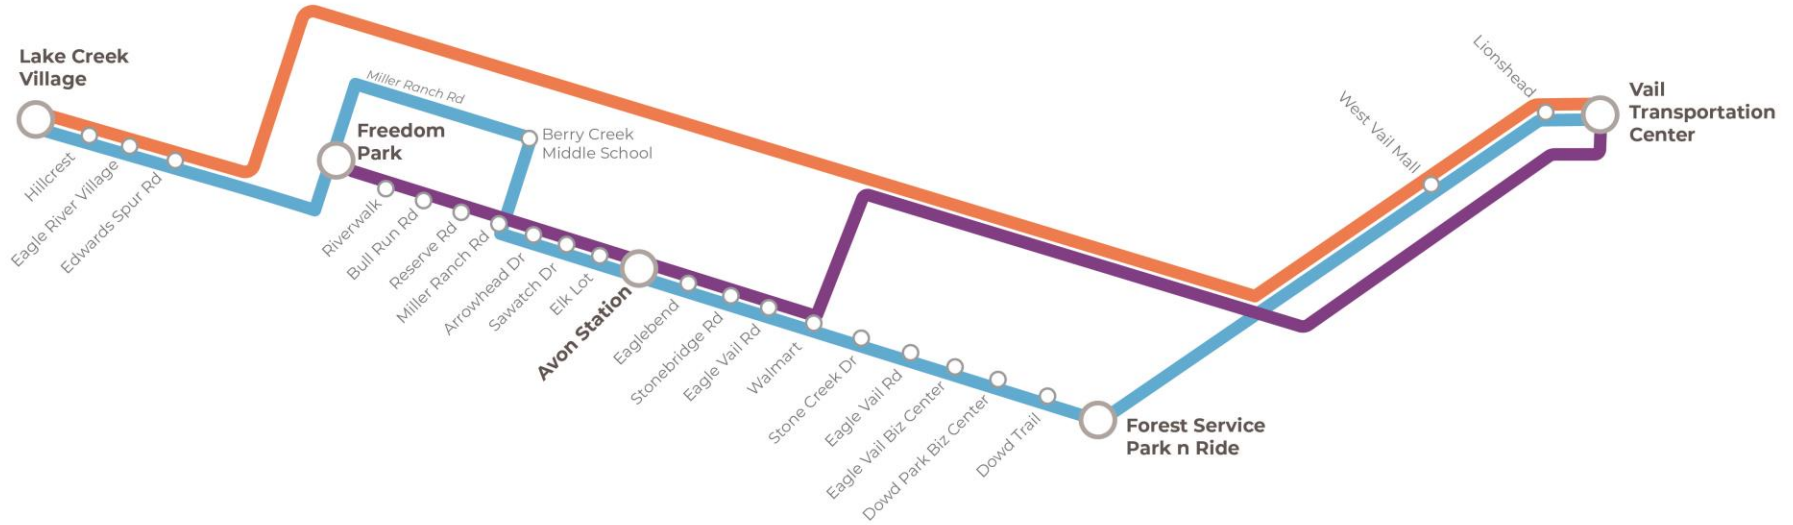 Lake Creek
Village
Hillcrest
Eagle River Village
Edwards Spur Rd
Miller Ranch Rd
Freedom
Park
Berry Creek
Middle School
Riverwalk
Bull Run Rd
Reserve Rd
Miller Ranch Rd
Arrowhead Dr
Sawatch Dr
Elk Lot
Avon Station
Eaglebend
Stonebridge Rd
Eagle Vail Rd
Walmart
Stone Creek Dr
Eagle Vail Rd
Eagle Vail Biz Center
Dowd Park Biz Center
Dowd Trail
Forest Service
Park n Ride
West Vail Mall
Lionshead
Vail
Transportation
Center